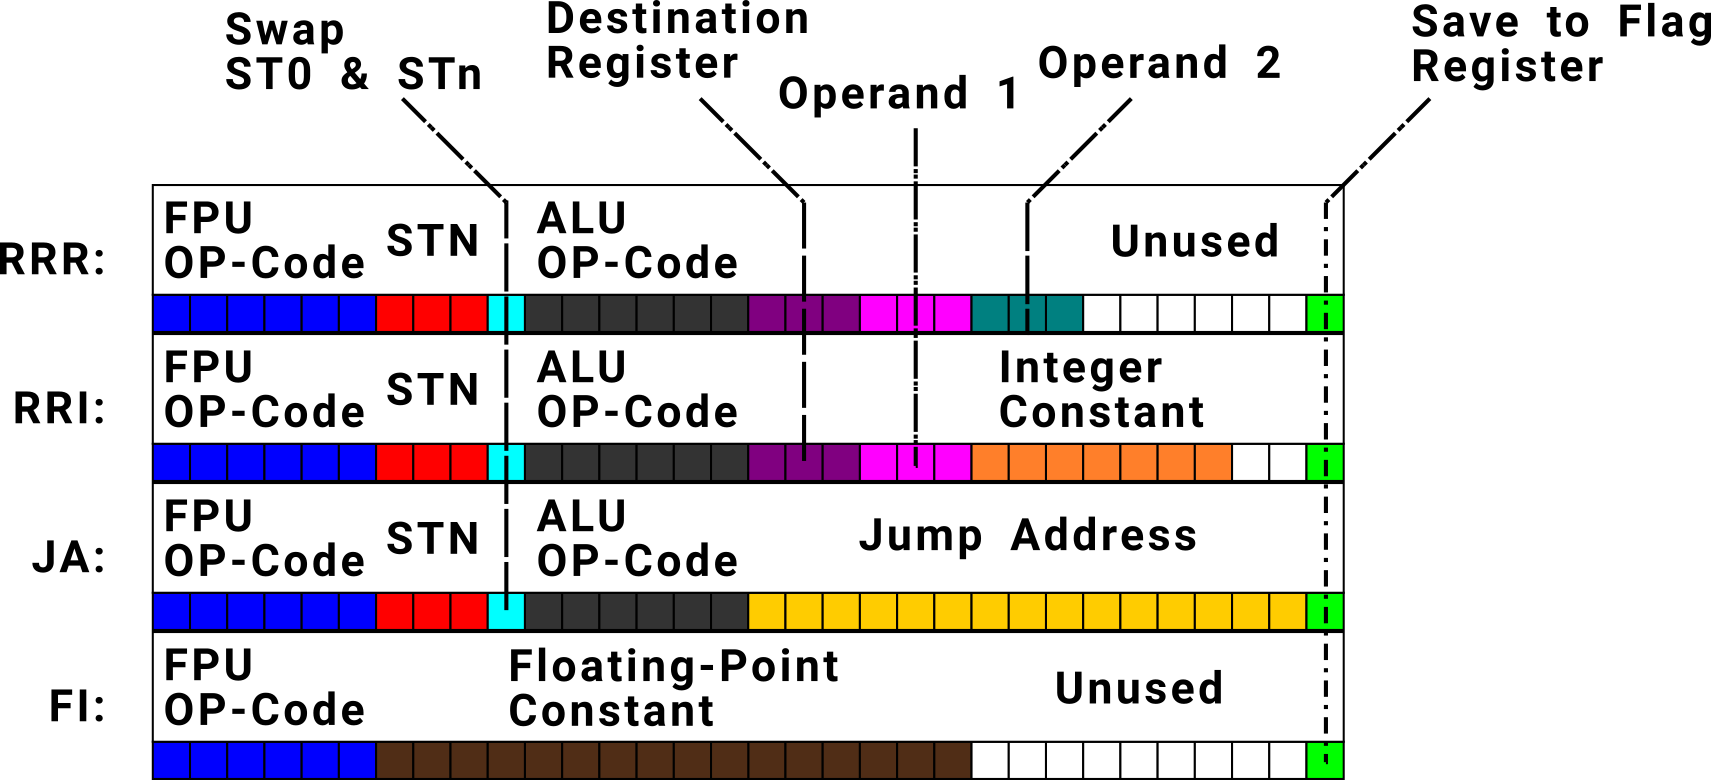 Swap
ST0 & STn
Destination
Register
Operand 1
Operand 2
Save to Flag
Register
RRR:
FPU
OP-Code
STN
ALU
OP-Code
Unused
RRI:
FPU
OP-Code
STN
ALU
OP-Code
Integer
Constant
JA:
FPU
OP-Code
STN
ALU
OP-Code
Jump Address
FI:
FPU
OP-Code
Floating-Point
Constant
Unused